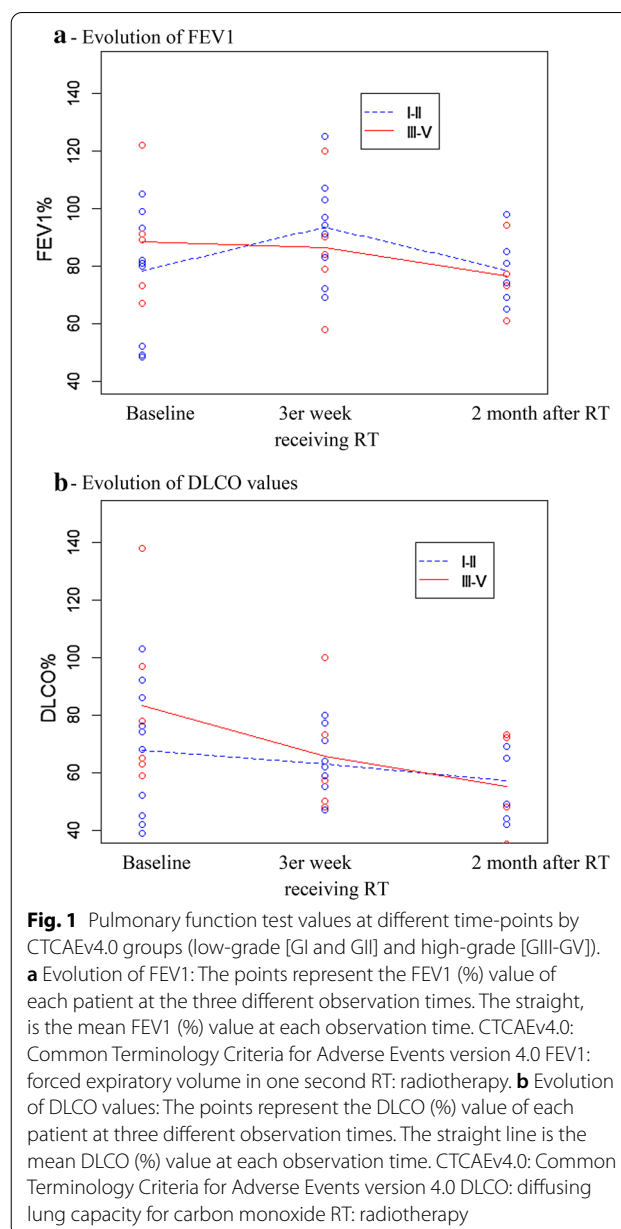 a - Evolution of FEV1
140
120
100
80
60
40
FEV1%
I-II
III-V
Baseline
3er week
receiving RT
2 month after RT
b - Evolution of DLCO values
140
120
100
80
60
40
DLCO%
I-II
III-V
Baseline
3er week
receiving RT
2 month after RT
Fig. 1 Pulmonary function test values at different time-points by
CTCAEv4.0 groups (low-grade [GI and GII] and high-grade [GIII-GV]).
a Evolution of FEV1: The points represent the FEV1 (%) value of
each patient at the three different observation times. The straight,
is the mean FEV1 (%) value at each observation time. CTCAEv4.0:
Common Terminology Criteria for Adverse Events version 4.0 FEV1:
forced expiratory volume in one second RT: radiotherapy. b Evolution
of DLCO values: The points represent the DLCO (%) value of each
patient at three different observation times. The straight line is the
mean DLCO (%) value at each observation time. CTCAEv4.0: Common
Terminology Criteria for Adverse Events version 4.0 DLCO: diffusing
lung capacity for carbon monoxide RT: radiotherapy